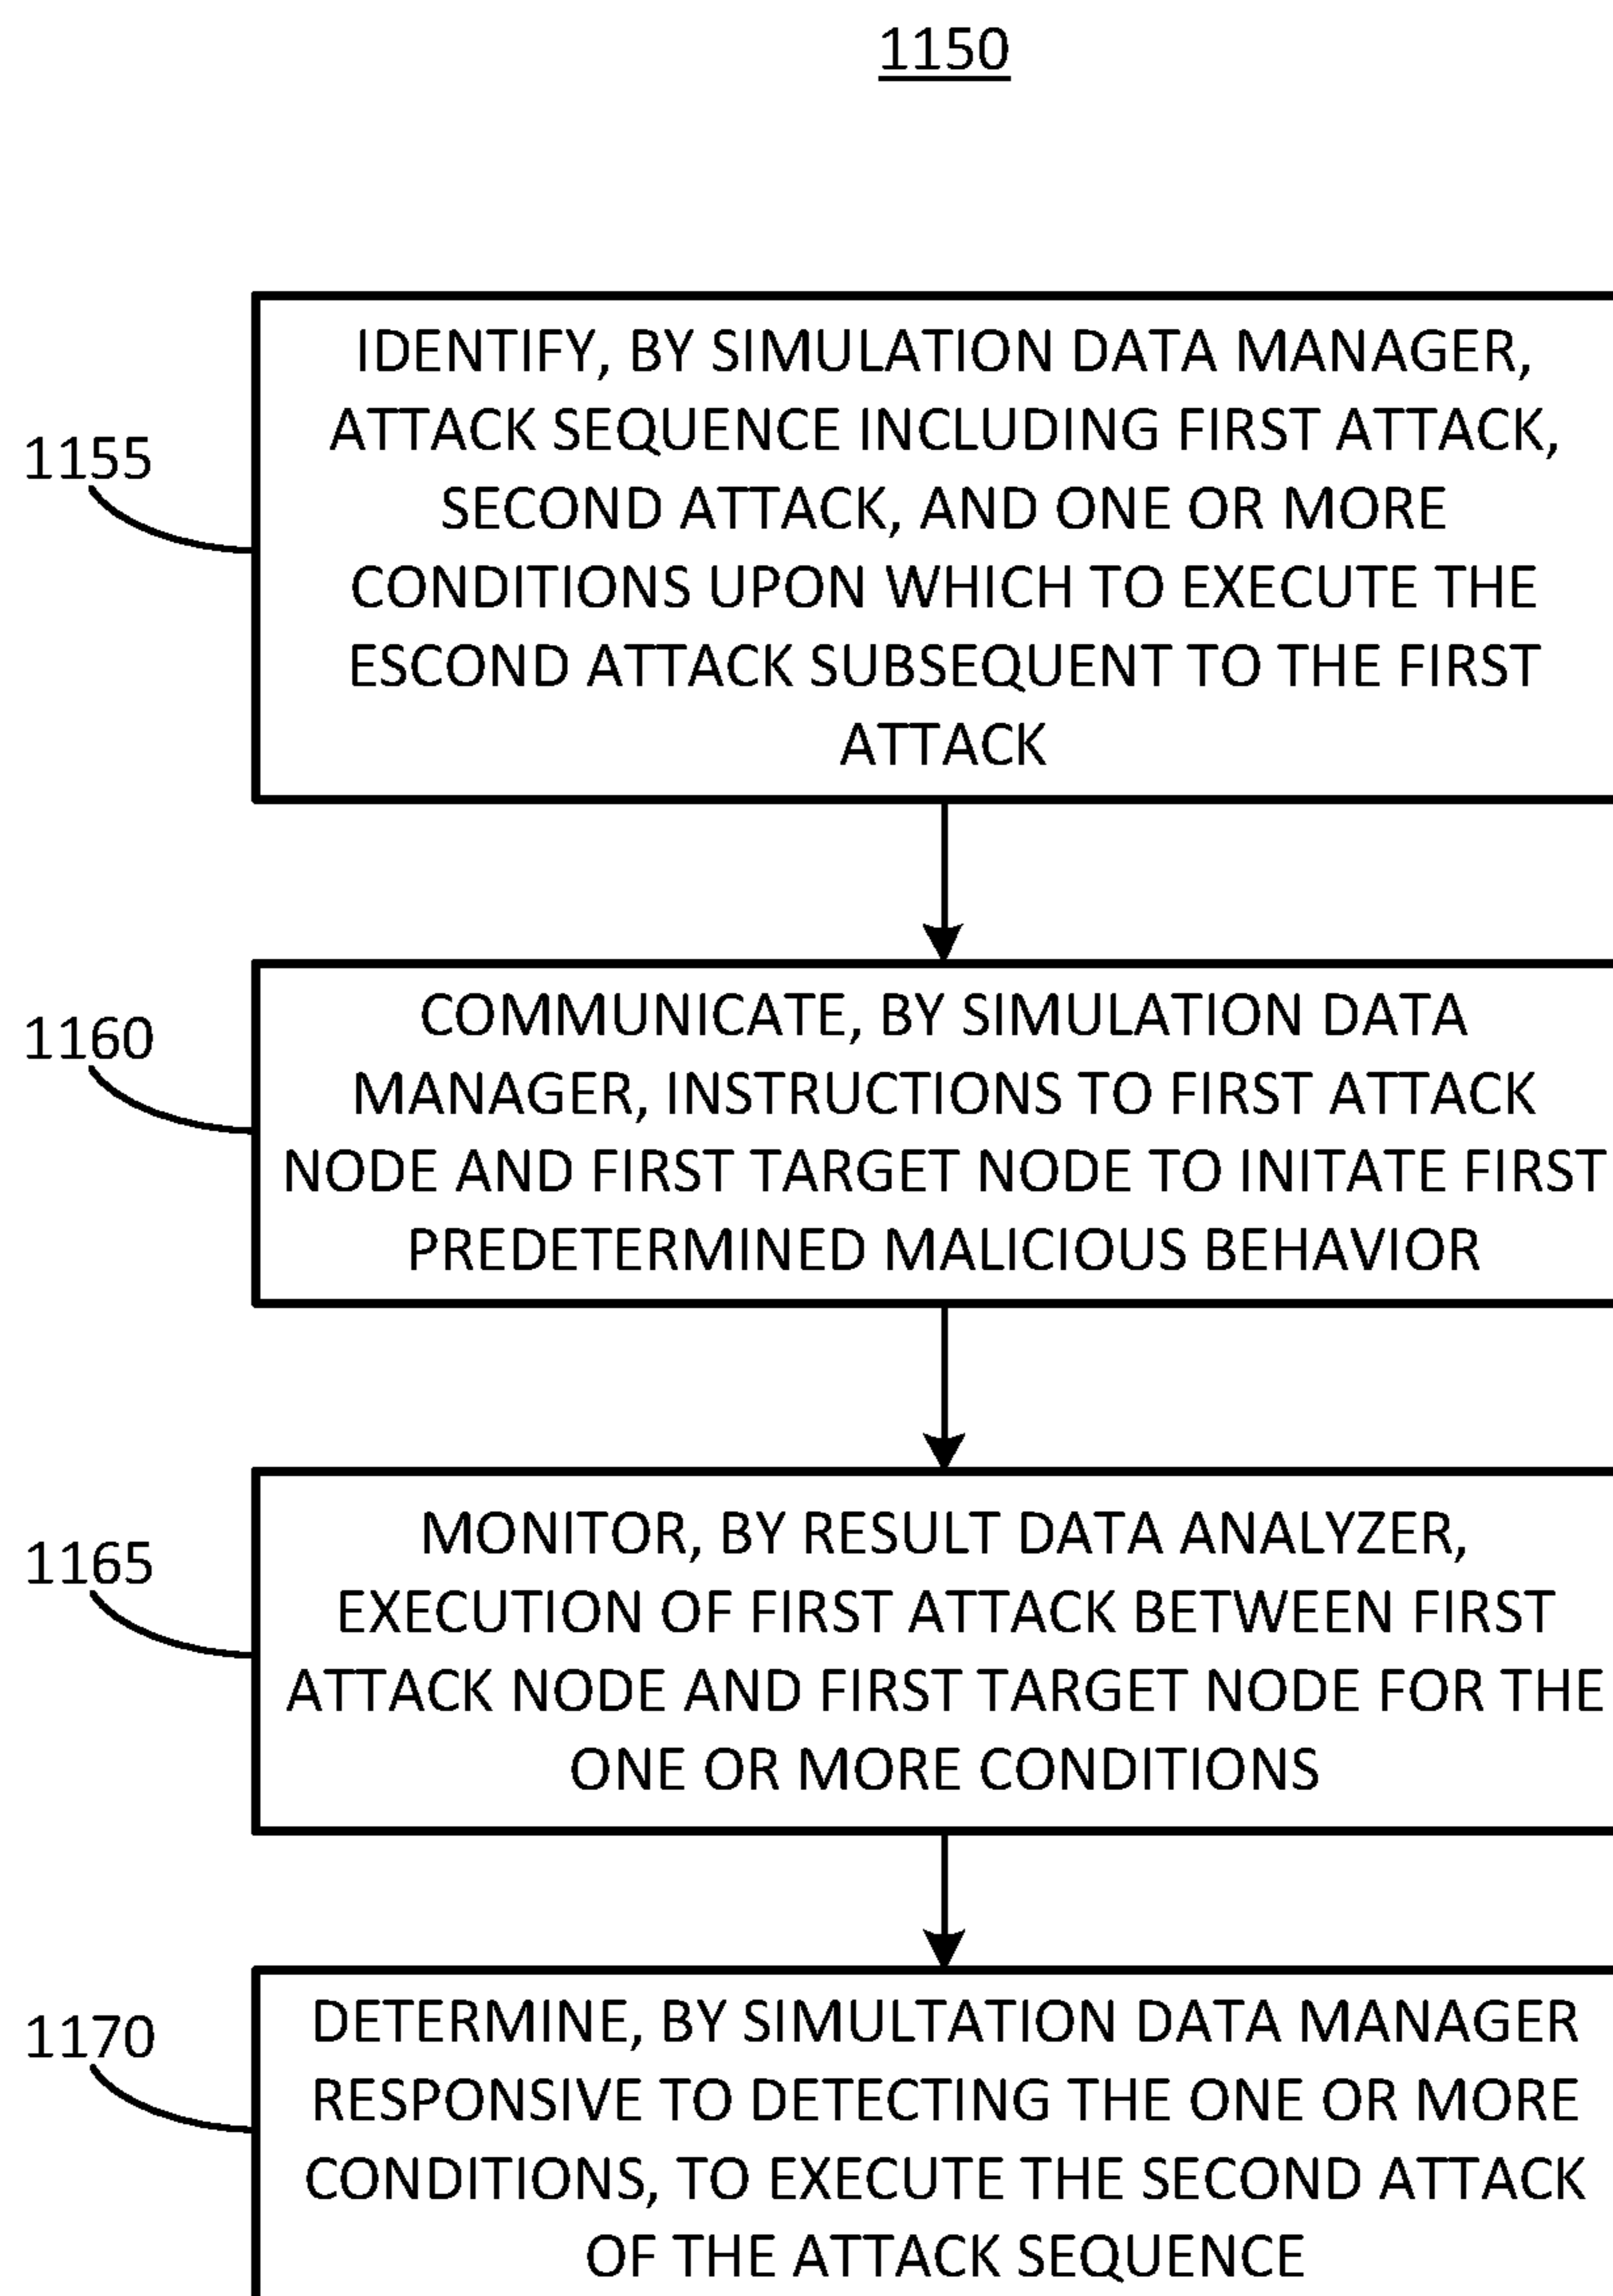 1150
1155
IDENTIFY, BY SIMULATION DATA MANAGER,
ATTACK SEQUENCE INCLUDING FIRST ATTACK,
SECOND ATTACK, AND ONE OR MORE
CONDITIONS UPON WHICH TO EXECUTE THE
ESCOND ATTACK SUBSEQUENT TO THE FIRST
ATTACK
1160
COMMUNICATE, BY SIMULATION DATA
MANAGER, INSTRUCTIONS TO FIRST ATTACK
NODE AND FIRST TARGET NODE TO INITATE FIRST
PREDETERMINED MALICIOUS BEHAVIOR
1165
MONITOR, BY RESULT DATA ANALYZER,
EXECUTION OF FIRST ATTACK BETWEEN FIRST
ATTACK NODE AND FIRST TARGET NODE FOR THE
ONE OR MORE CONDITIONS
1170
DETERMINE, BY SIMULTATION DATA MANAGER
RESPONSIVE TO DETECTING THE ONE OR MORE
CONDITIONS, TO EXECUTE THE SECOND ATTACK
OF THE ATTACK SEQUENCE